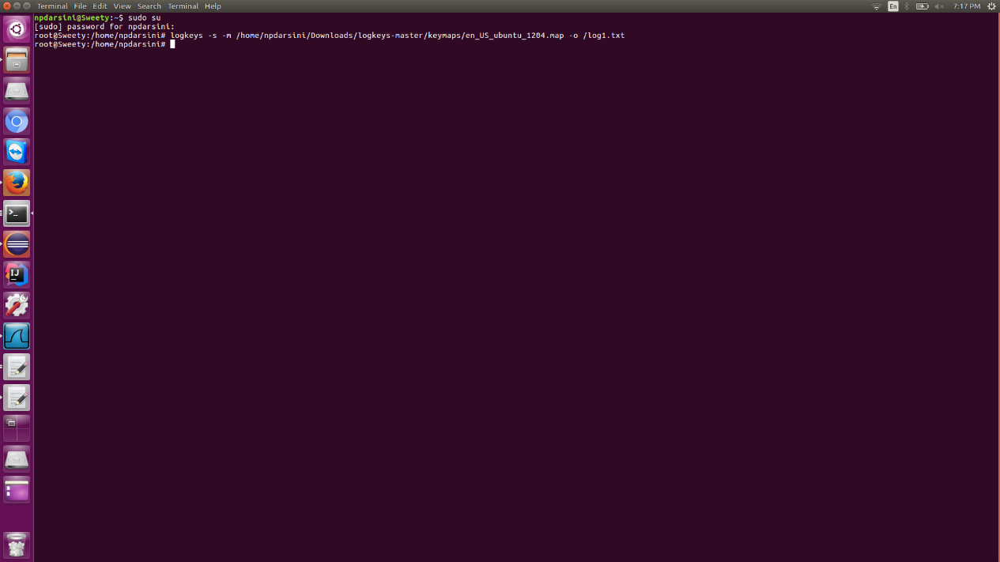 Terminal File Edit View Search Terminal Help En 7:17 PM
npdarsini@Sweety:~$ sudo su
[sudo] password for npdarsini:
root@Sweety:/home/npdarsini# logkeys -s -m /home/npdarsini/Downloads/logkeys-master/keymaps/en_US_ubuntu_1204.map -o /log1.txt
root@Sweety:/home/npdarsini#
IJ